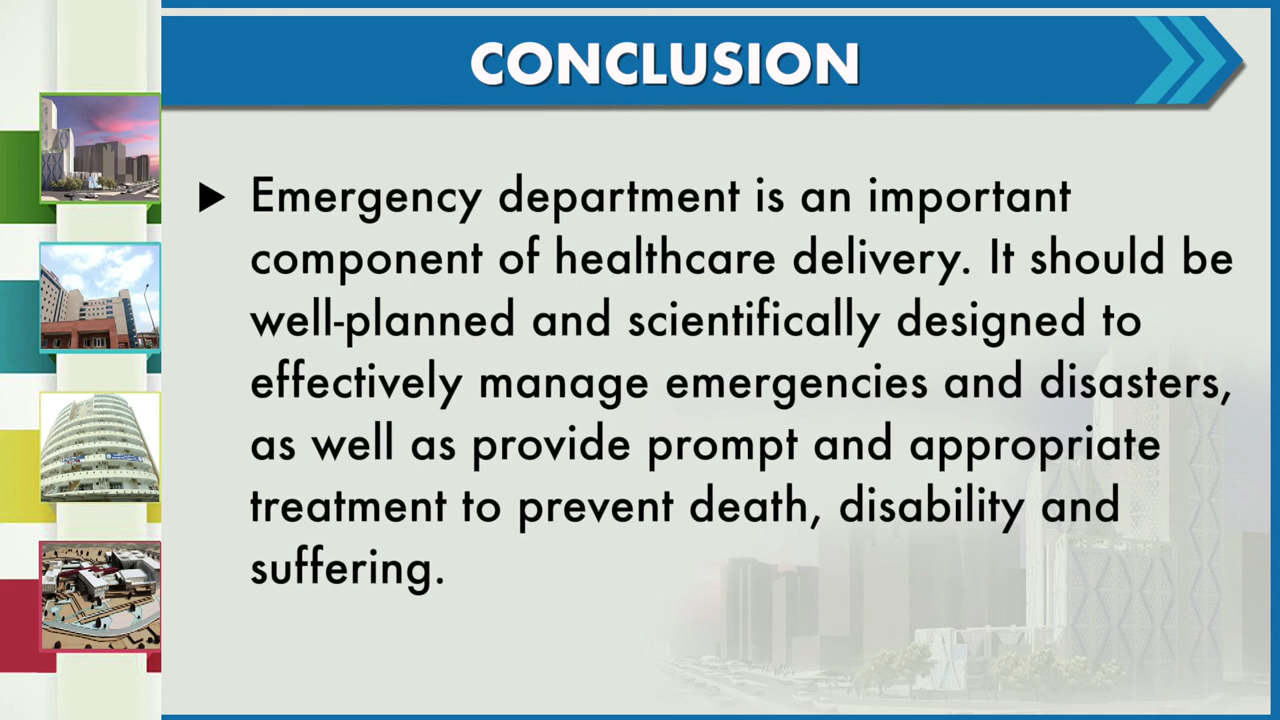 CONCLUSION
Emergency department is an important
component of healthcare delivery. It should be
well-planned and scientifically designed to
effectively manage emergencies and disasters,
as well as provide prompt and appropriate
treatment to prevent death, disability and
suffering.